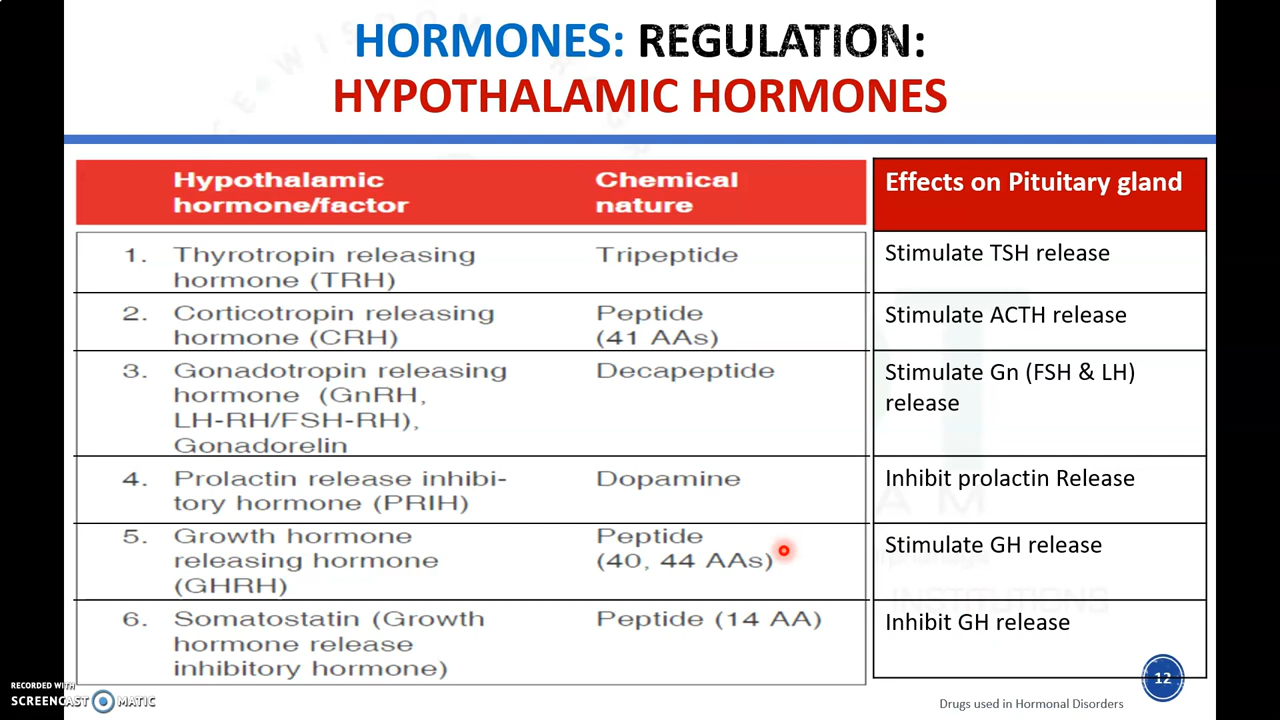 HORMONES: REGULATION:
HYPOTHALAMIC HORMONES
Hypothalamic
hormone/factor
Chemical
nature
Effects on Pituitary gland
1. Thyrotropin releasing
hormone (TRH)
Tripeptide
Stimulate TSH release
2. Corticotropin releasing
hormone (CRH)
Peptide
(41 AAs)
Stimulate ACTH release
3. Gonadotropin releasing
hormone (GnRH,
LH-RH/FSH-RH),
Gonadorelin
Decapeptide
Stimulate Gn (FSH & LH)
release
4. Prolactin release inhibi-
tory hormone (PRIH)
Dopamine
Inhibit prolactin Release
5. Growth hormone
releasing hormone
(GHRH)
Peptide
(40, 44 AAs)
Stimulate GH release
6. Somatostatin (Growth
hormone release
inhibitory hormone)
Peptide (14 AA)
Inhibit GH release
INSTITUTIONS
12
Drugs used in Hormonal Disorders
RECORDED WITH
SCREENCAST MATIC